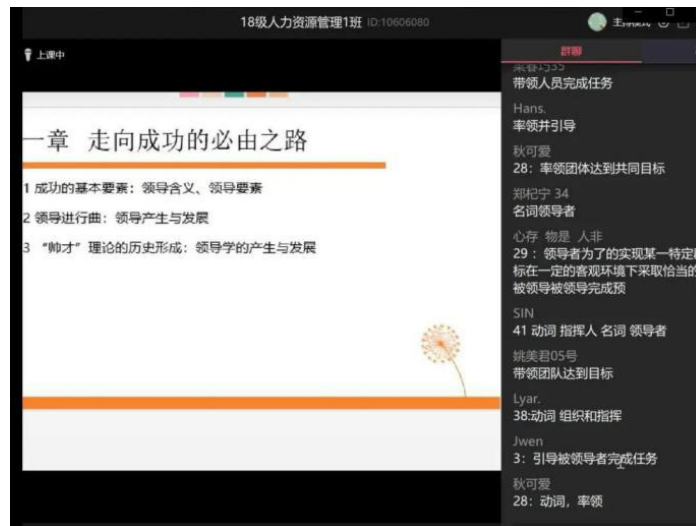 18级人力资源管理1班 ID:10606080
上课中
群聊
一章 走向成功的必由之路
1 成功的基本要素：领导含义、领导要素
2 领导进行曲：领导产生与发展
3 “帅才”理论的历史形成：领导学的产生与发展
带领人员完成任务
Hans.
率领并引导
秋可爱
28：率领团体达到共同目标
郑杞宁 34
名词领导者
心存 物是 人非
29 ：领导者为了的实现某一特定
标在一定的客观环境下采取恰当的
被领导被领导完成预
SIN
41 动词 指挥人 名词 领导者
姚美君05号
带领团队达到目标
Lyar.
38:动词 组织和指挥
Jwen
3：引导被领导者完成任务
秋可爱
28：动词，率领